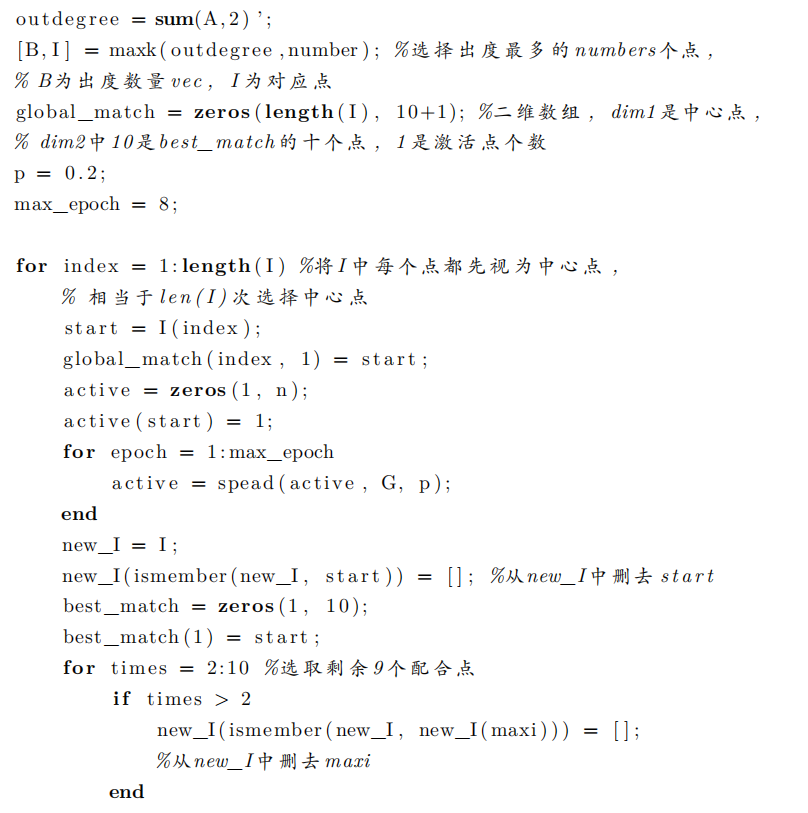 outdegree = sum(A,2)';
[B,I] = maxk(outdegree,number); %选择出度最多的numbers个点，
% B为出度数量vec，I为对应点
global_match = zeros(length(I), 10+1); %二维数组，dim1是中心点，
% dim2中10是best_match的十个点，1是激活点个数
p = 0.2;
max_epoch = 8;
for index = 1:length(I) %将I中每个点都先视为中心点，
% 相当于len(I)次选择中心点
start = I(index);
global_match(index, 1) = start;
active = zeros(1, n);
active(start) = 1;
for epoch = 1:max_epoch
active = spead(active, G, p);
end
new_I = I;
new_I(ismember(new_I, start)) = []; %从new_I中删去start
best_match = zeros(1, 10);
best_match(1) = start;
for times = 2:10 %选取剩余9个配合点
if times > 2
new_I(ismember(new_I, new_I(maxi))) = [];
%从new_I中删去maxi
end